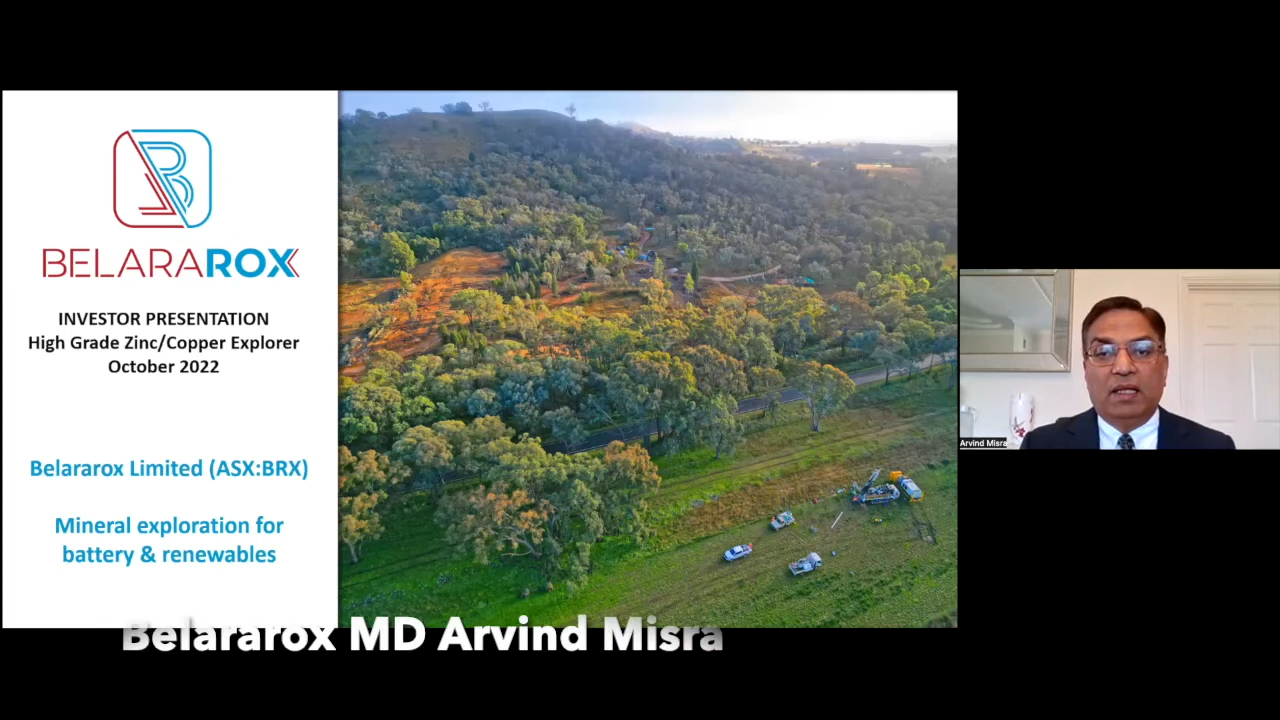 BELARAROX
INVESTOR PRESENTATION
High Grade Zinc/Copper Explorer
October 2022
Belararox Limited (ASX:BRX)
Mineral exploration for
battery & renewables
Arvind Misra
Belararox MD Arvind Misra